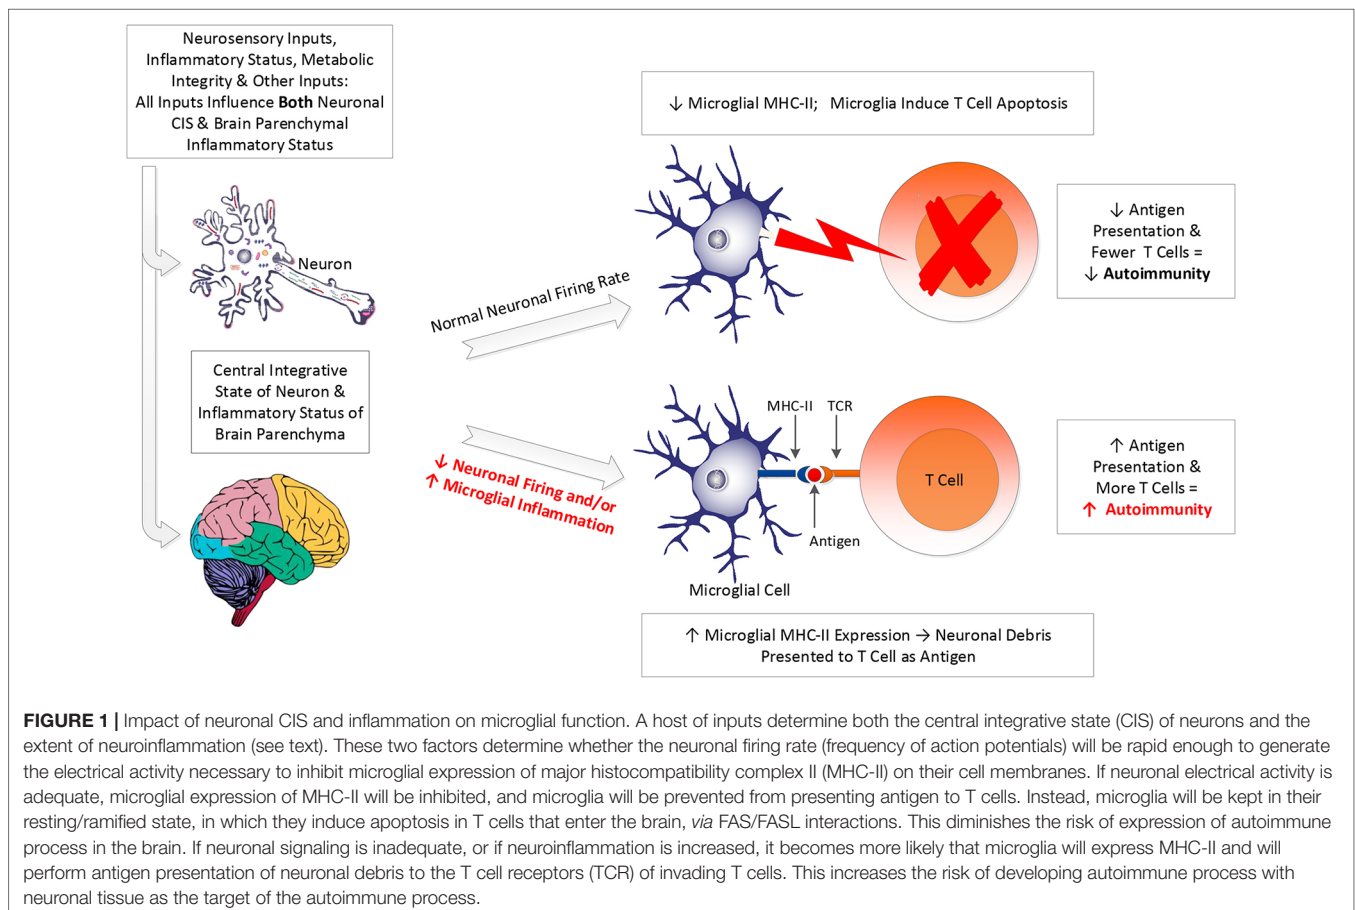 Neurosensory Inputs,
Inflammatory Status, Metabolic
Integrity & Other Inputs:
All Inputs Influence Both Neuronal
CIS & Brain Parenchymal
Inflammatory Status
Neuron
Central Integrative
State of Neuron &
Inflammatory Status of
Brain Parenchyma
Normal Neuronal Firing Rate
↓ Neuronal Firing and/or
↑ Microglial Inflammation
↓ Microglial MHC-II; Microglia Induce T Cell Apoptosis
↓ Antigen
Presentation &
Fewer T Cells =
↓ Autoimmunity
MHC-II
TCR
T Cell
Antigen
Microglial Cell
↑ Antigen
Presentation &
More T Cells =
↑ Autoimmunity
↑ Microglial MHC-II Expression → Neuronal Debris
Presented to T Cell as Antigen
FIGURE 1 | Impact of neuronal CIS and inflammation on microglial function. A host of inputs determine both the central integrative state (CIS) of neurons and the
extent of neuroinflammation (see text). These two factors determine whether the neuronal firing rate (frequency of action potentials) will be rapid enough to generate
the electrical activity necessary to inhibit microglial expression of major histocompatibility complex II (MHC-II) on their cell membranes. If neuronal electrical activity is
adequate, microglial expression of MHC-II will be inhibited, and microglia will be prevented from presenting antigen to T cells. Instead, microglia will be kept in their
resting/ramified state, in which they induce apoptosis in T cells that enter the brain, via FAS/FASL interactions. This diminishes the risk of expression of autoimmune
process in the brain. If neuronal signaling is inadequate, or if neuroinflammation is increased, it becomes more likely that microglia will express MHC-II and will
perform antigen presentation of neuronal debris to the T cell receptors (TCR) of invading T cells. This increases the risk of developing autoimmune process with
neuronal tissue as the target of the autoimmune process.